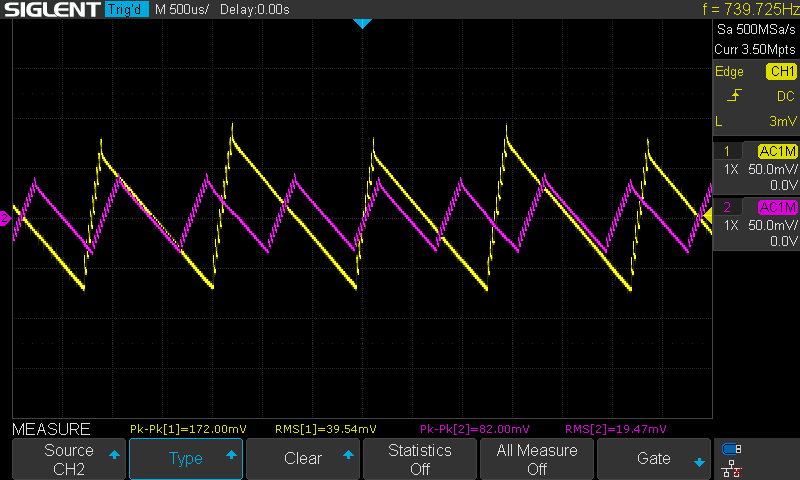 SIGLENT Trig'd M 500us/ Delay:0.00s f = 739.725Hz
Sa 500MSa/s
Curr 3.50Mpts
Edge CH1
DC
L 3mV
1 AC1M
1X 50.0mV/
0.0V
2 AC1M
1X 50.0mV/
0.0V
2
MEASURE Pk-Pk[1]=172.00mV RMS[1]=39.54mV Pk-Pk[2]=82.00mV RMS[2]=19.47mV
Source
CH2
Type
Clear
Statistics
Off
All Measure
Off
Gate